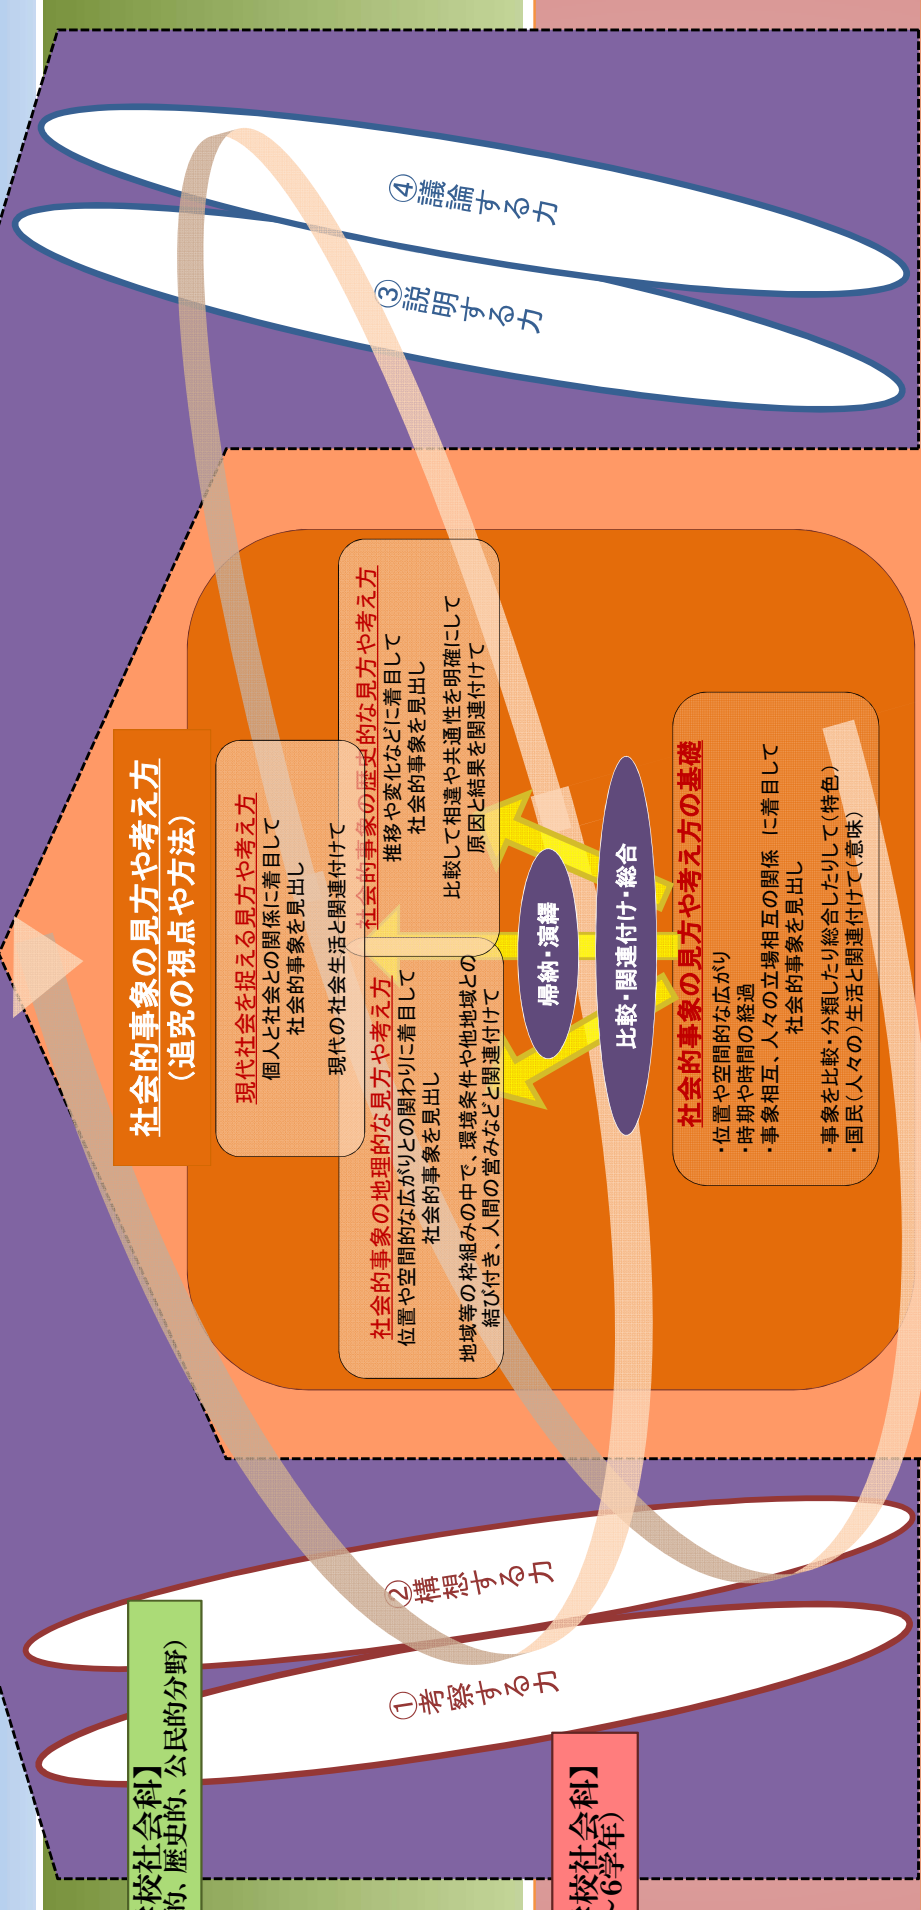 社会的事象の見方や考え方
（追究の視点や方法）
現代社会を捉える見方や考え方
個人と社会との関係に着目して
社会的事象を見出し
現代の社会生活と関連付けて
社会的事象の地理的な見方や考え方
位置や空間的な広がりとの関わりに着目して
社会的事象を見出し
地域等の枠組みの中で、環境条件や他地域との
結び付き、人間の営みなどと関連付けて
社会的事象の歴史的な見方や考え方
推移や変化などに着目して
社会的事象を見出し
比較して相違や共通性を明確にして
原因と結果を関連付けて
帰納・演繹
比較・関連付け・総合
社会的事象の見方や考え方の基礎
・位置や空間的な広がり
・時期や時間の経過
・事象相互、人々の立場相互の関係　に着目して
社会的事象を見出し
・事象を比較・分類したり総合したりして（特色）
・国民（人々の）生活と関連付けて（意味）
①考察する力
②構想する力
③説明する力
④議論する力
校社会科】
的、歴史的、公民的分野）
校社会科】
～6学年）